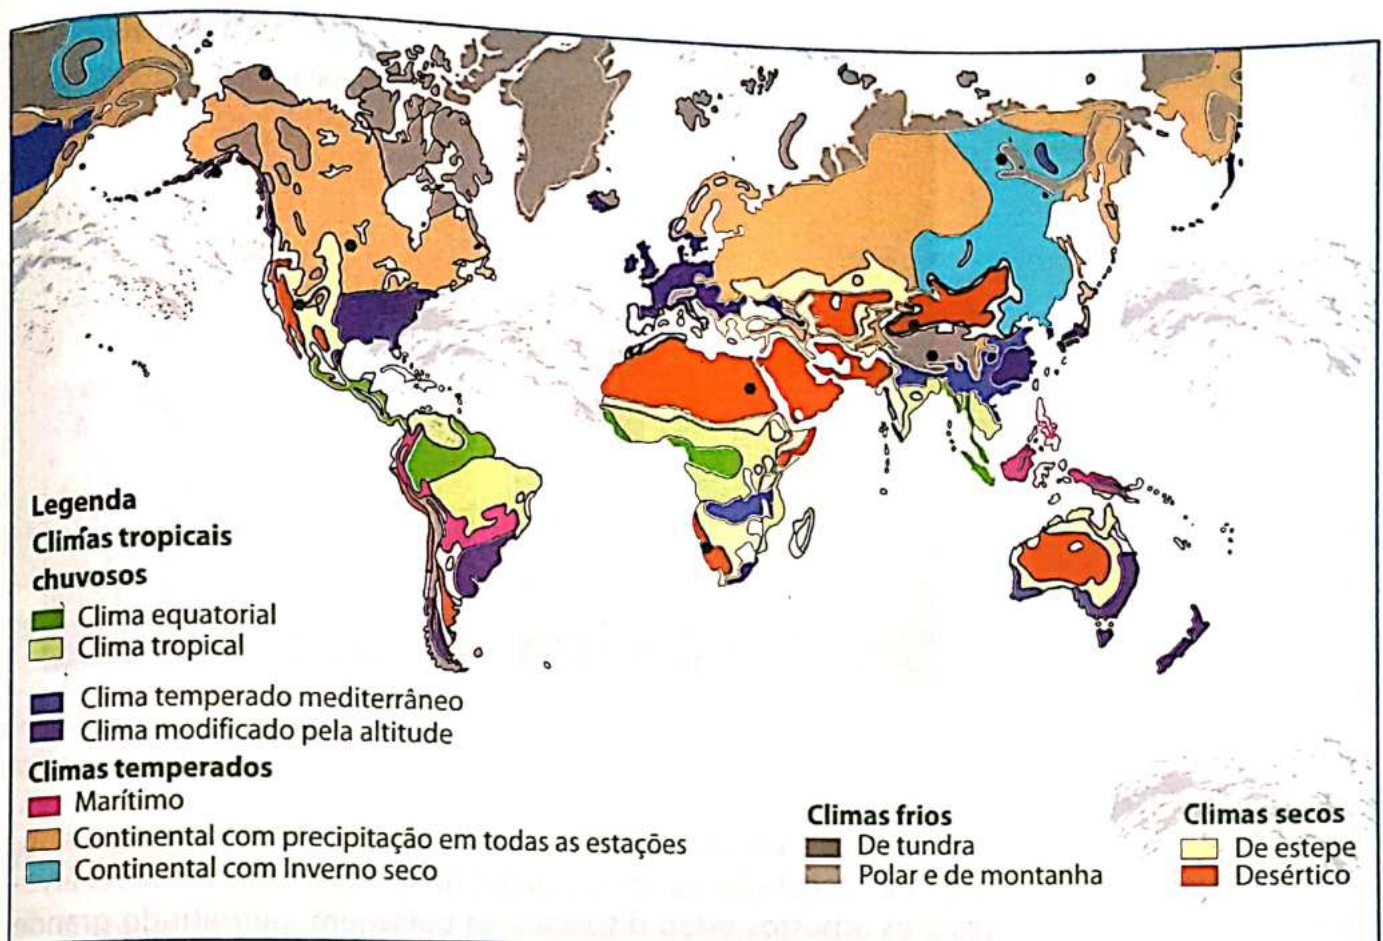 Legenda
Climas tropicais
chuvosos
Clima equatorial
Clima tropical
Clima temperado mediterrâneo
Clima modificado pela altitude
Climas temperados
Marítimo
Continental com precipitação em todas as estações
Continental com Inverno seco
Climas frios
De tundra
Polar e de montanha
Climas secos
De estepe
Desértico